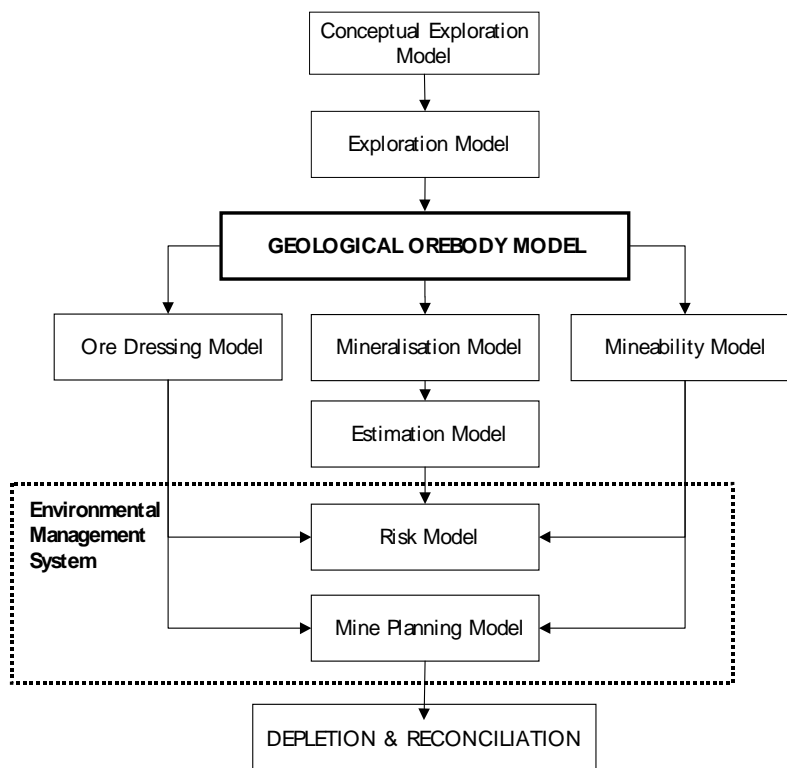 Conceptual Exploration
Model
Exploration Model
GEOLOGICAL OREBODY MODEL
Ore Dressing Model
Mineralisation Model
Mineability Model
Estimation Model
Environmental
Management
System
Risk Model
Mine Planning Model
DEPLETION & RECONCILIATION